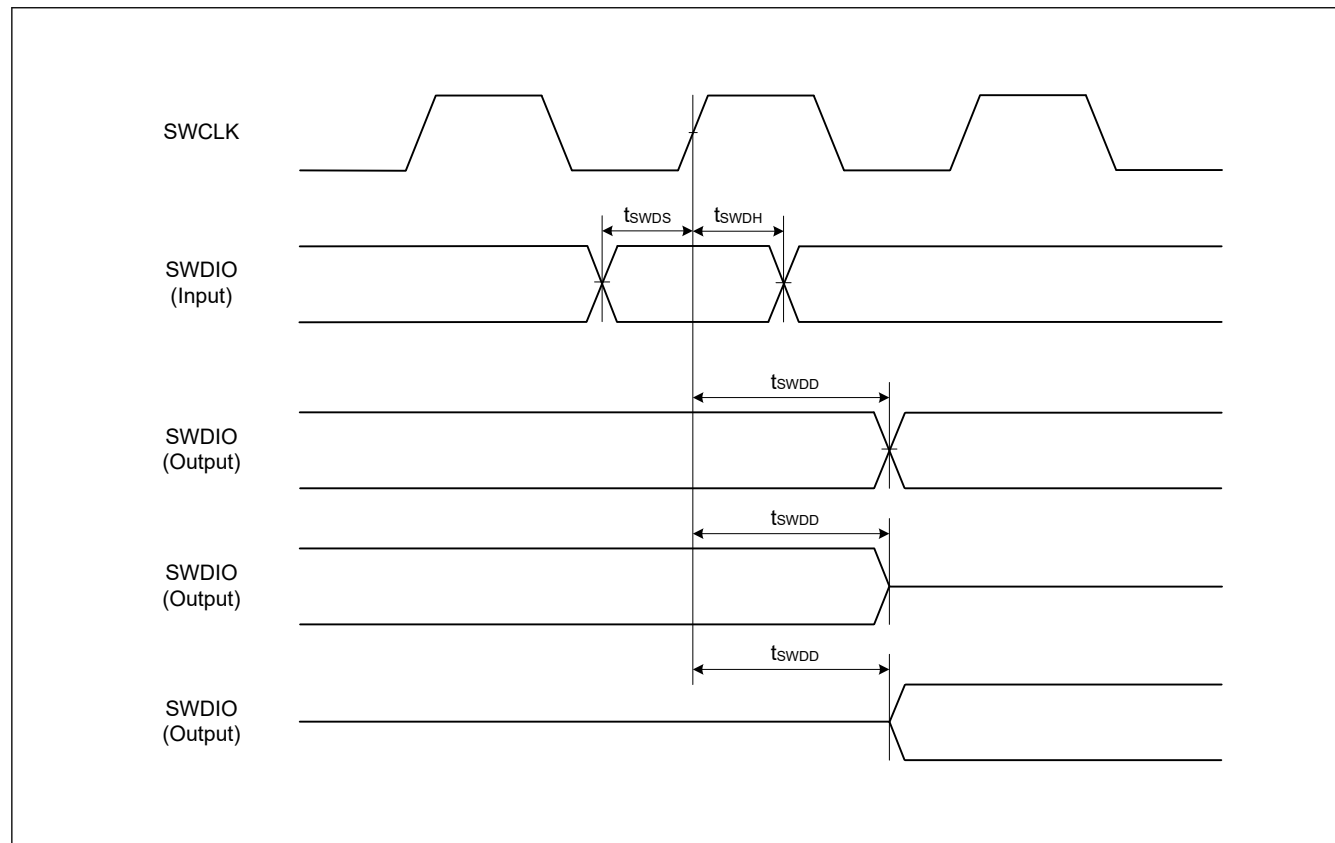 SWCLK
tSWDS
tSWDH
SWDIO
(Input)
tSWDD
SWDIO
(Output)
tSWDD
SWDIO
(Output)
tSWDD
SWDIO
(Output)